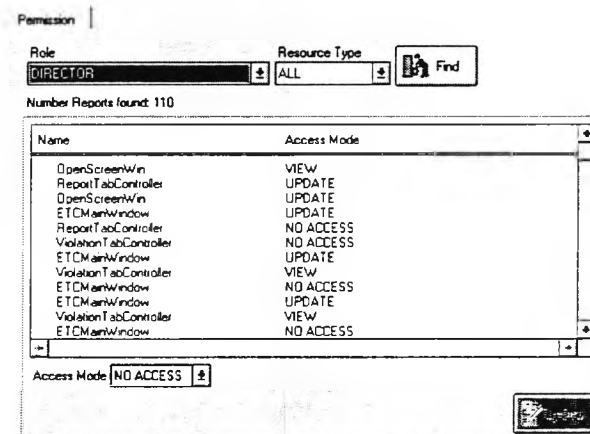 Permission
Role Resource Type
DIRECTOR ALL Find
Number Reports found: 110
Name Access Mode
OpenScreenWin VIEW
ReportTabController UPDATE
OpenScreenWin UPDATE
ETCMainWindow UPDATE
ReportTabController NO ACCESS
ViolationTabController NO ACCESS
ETCMainWindow UPDATE
ViolationTabController VIEW
ETCMainWindow NO ACCESS
ETCMainWindow UPDATE
ViolationTabController VIEW
ETCMainWindow NO ACCESS
Access Mode NO ACCESS